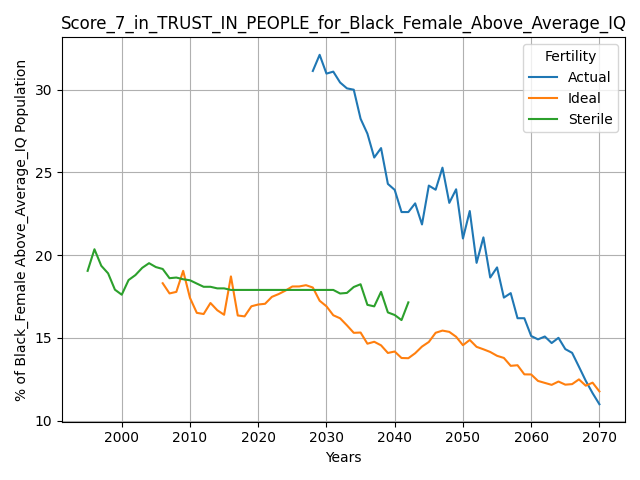 Score_7_in_TRUST_IN_PEOPLE_for_Black_Female_Above_Average_IQ
% of Black_Female Above_Average_IQ Population
30
25
20
15
10
Fertility
Actual
Ideal
Sterile
2000
2010
2020
2030
2040
2050
2060
2070
Years